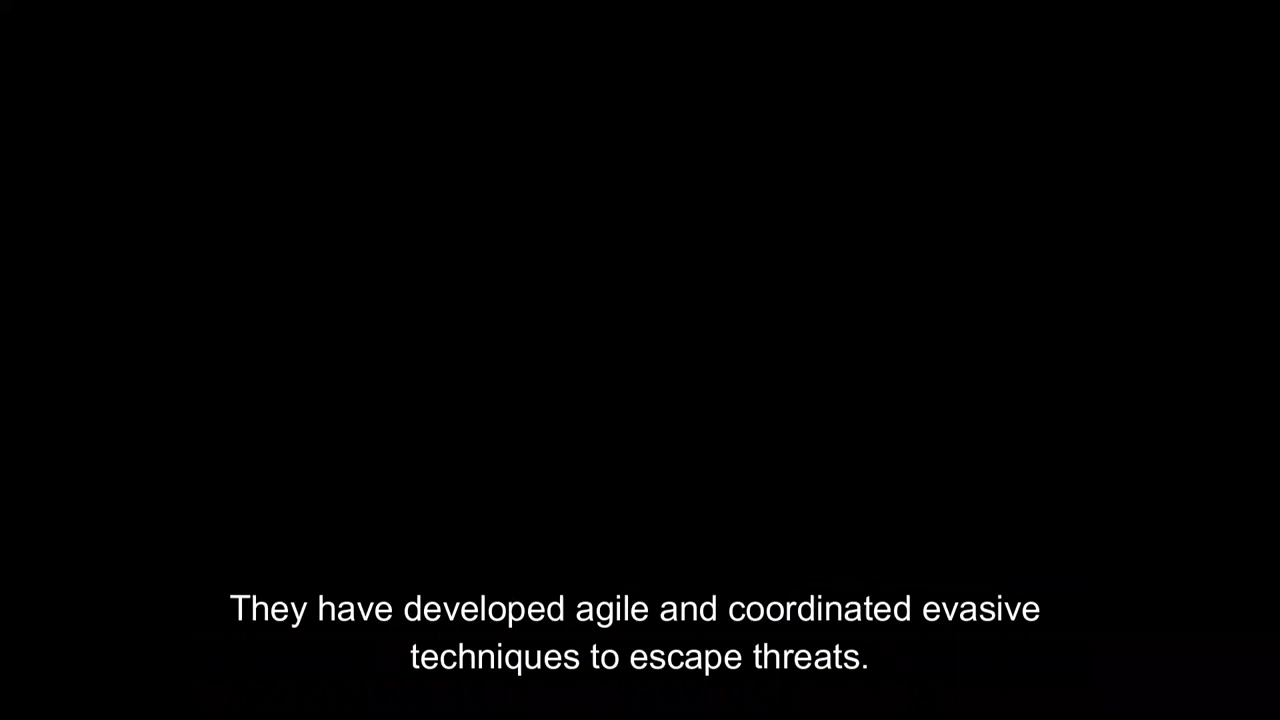 They have developed agile and coordinated evasive
techniques to escape threats.